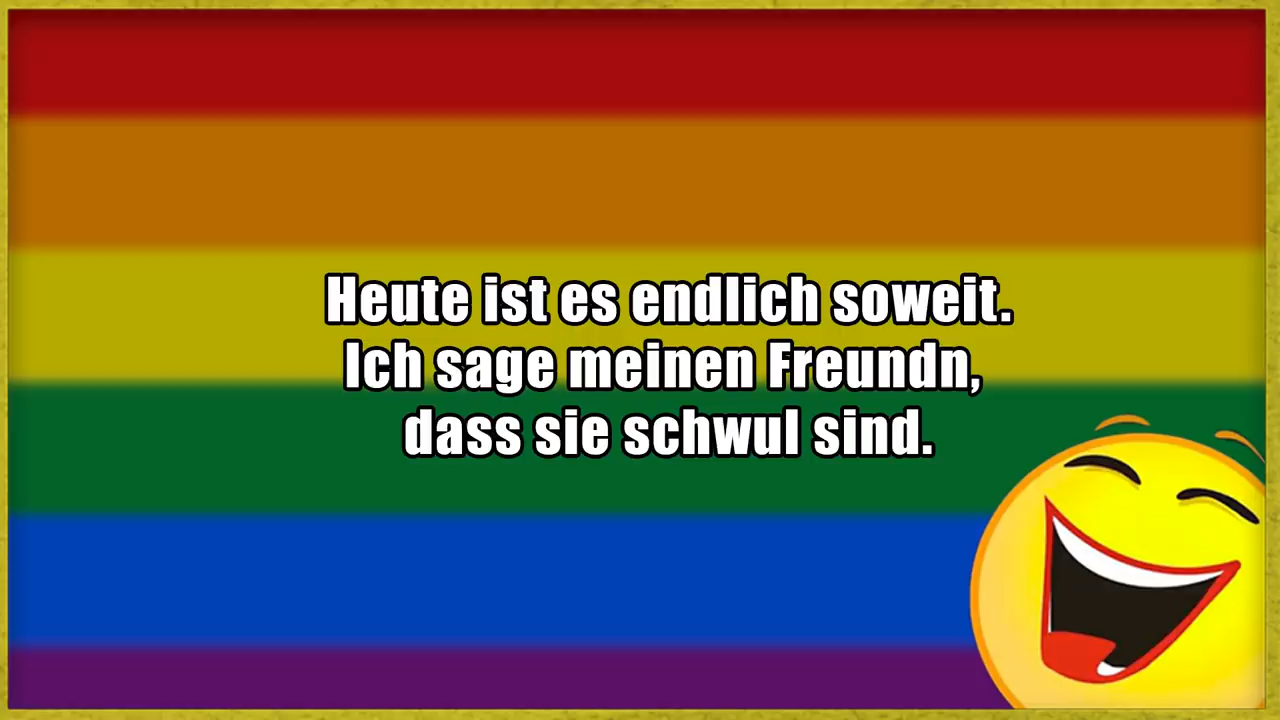 Heute ist es endlich soweit.
Ich sage meinen Freundn,
dass sie schwul sind.